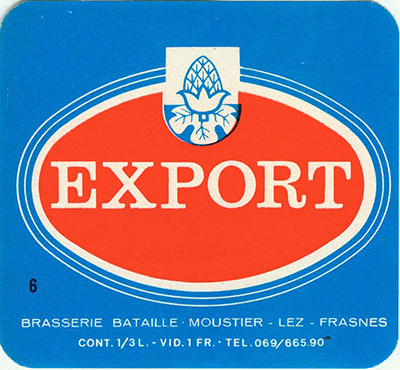 EXPORT
6
BRASSERIE BATAILLE · MOUSTIER - LEZ - FRASNES
CONT. 1/3 L. - VID. 1 FR. · TEL. 069/665.90